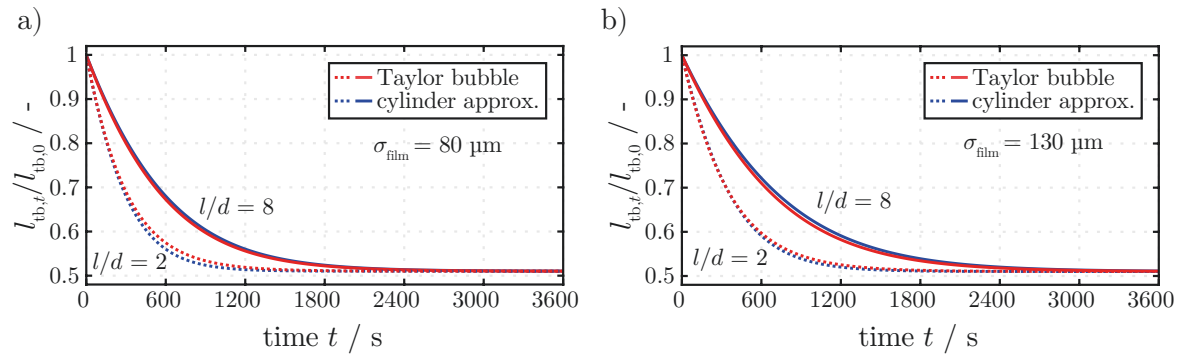 a)
l_tb,t/l_tb,0 / -
1
0.9
0.8
0.7
0.6
0.5
Taylor bubble
cylinder approx.
σ_film = 80 µm
l/d = 8
l/d = 2
0 600 1200 1800 2400 3000 3600
time t / s
b)
l_tb,t/l_tb,0 / -
1
0.9
0.8
0.7
0.6
0.5
Taylor bubble
cylinder approx.
σ_film = 130 µm
l/d = 8
l/d = 2
0 600 1200 1800 2400 3000 3600
time t / s